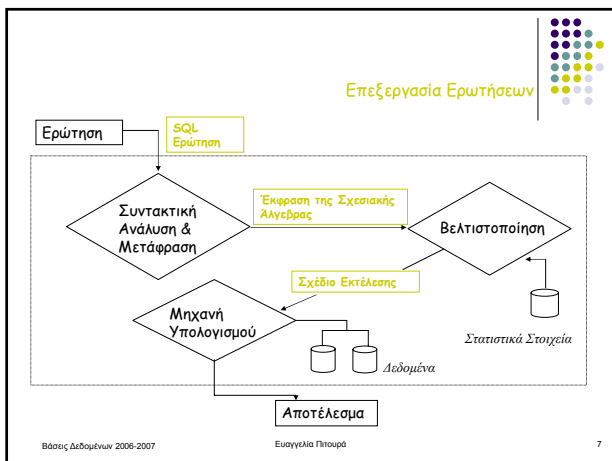 Επεξεργασία Ερωτήσεων
Ερώτηση
SQL
Ερώτηση
Συντακτική
Ανάλυση &
Μετάφραση
Έκφραση της Σχεσιακής
Άλγεβρας
Βελτιστοποίηση
Σχέδιο Εκτέλεσης
Μηχανή
Υπολογισμού
Στατιστικά Στοιχεία
Δεδομένα
Αποτέλεσμα
Βάσεις Δεδομένων 2006-2007
Ευαγγελία Πιτουρά
7